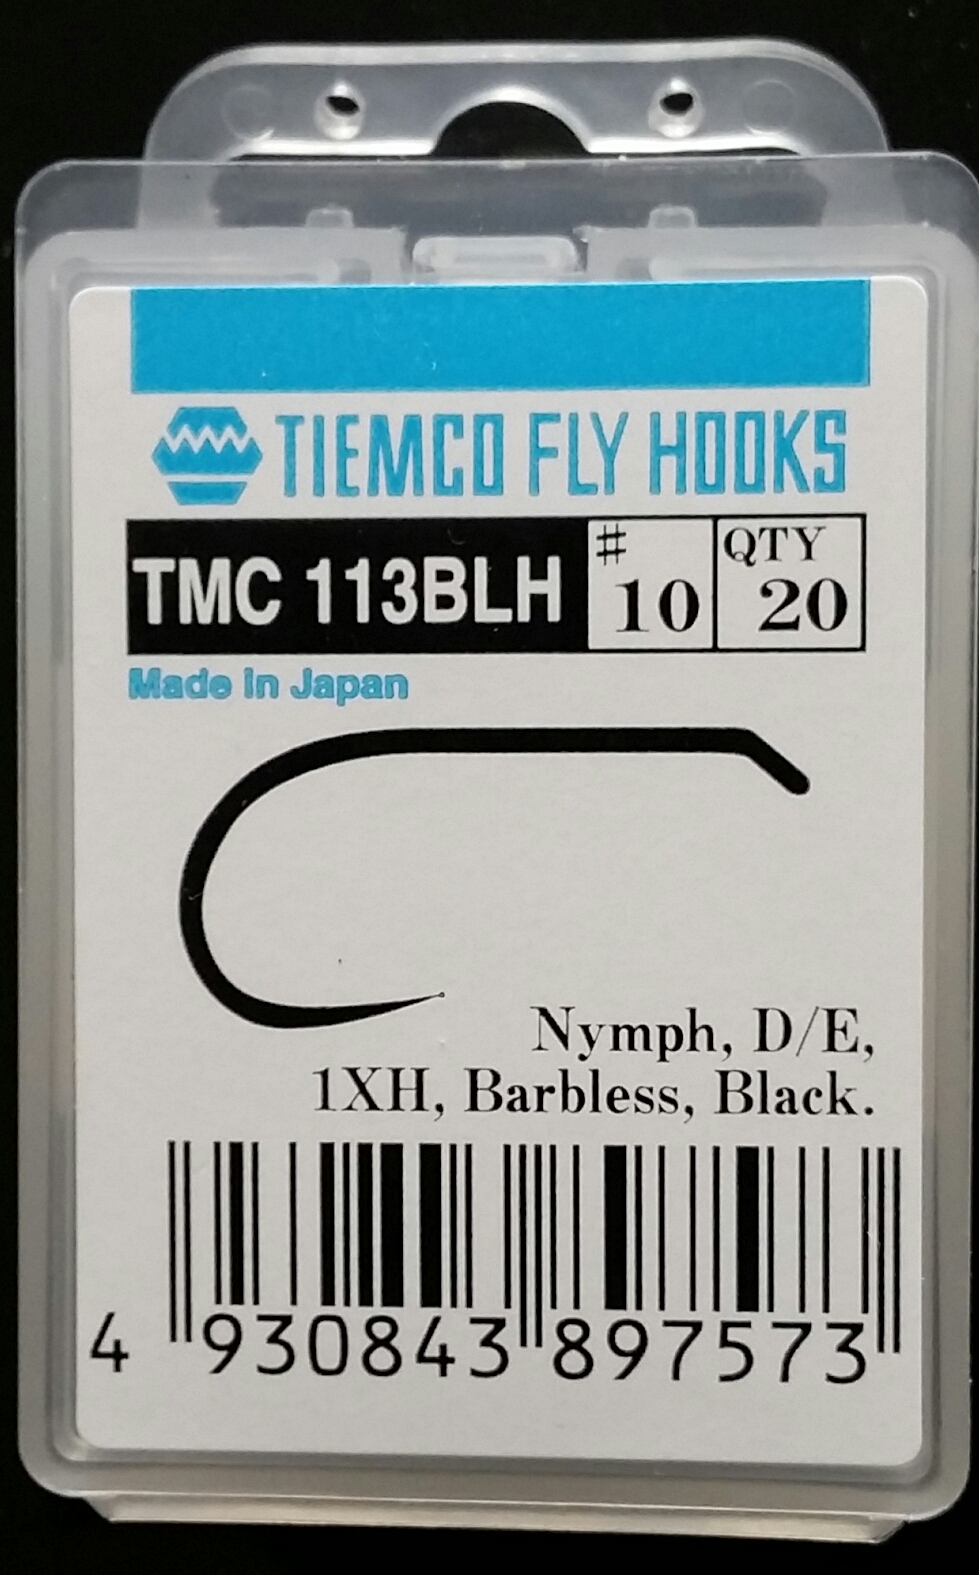 TIEMCO FLY HOOKS
TMC 113BLH # 10 QTY 20
Made in Japan
Nymph, D/E,
1XH, Barbless, Black.
4 930843 897573